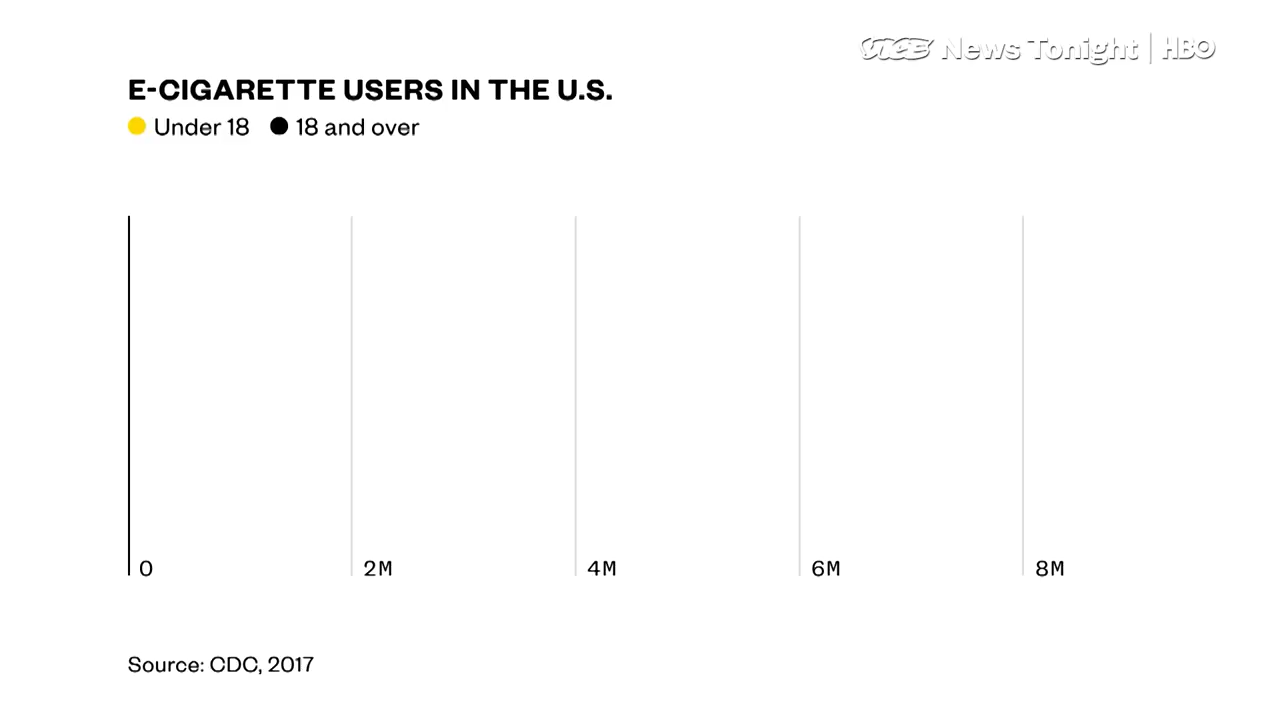 VICE News Tonight | HBO
E-CIGARETTE USERS IN THE U.S.
Under 18 18 and over
0 2M 4M 6M 8M
Source: CDC, 2017